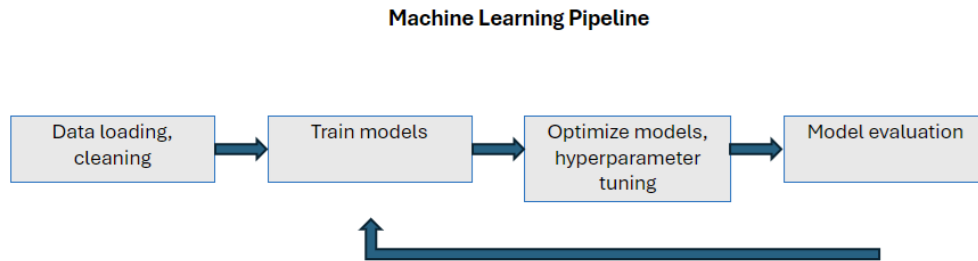 Machine Learning Pipeline
Data loading,
cleaning
Train models
Optimize models,
hyperparameter
tuning
Model evaluation